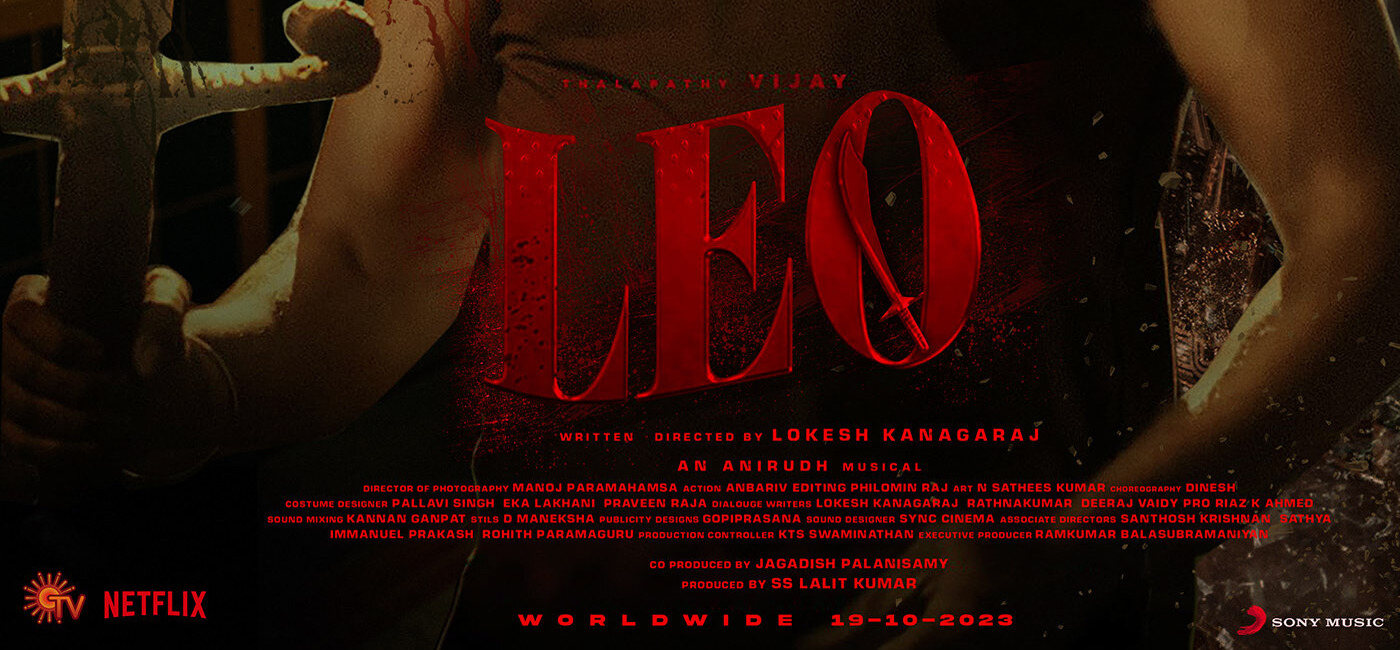 THALAPATHY VIJAY
LEO
WRITTEN DIRECTED BY LOKESH KANAGARAJ
AN ANIRUDH MUSICAL
DIRECTOR OF PHOTOGRAPHY MANOJ PARAMAHAMSA ACTION ANBARIV EDITING PHILOMIN RAJ ART N SATHEES KUMAR CHOREOGRAPHY DINESH
COSTUME DESIGNER PALLAVI SINGH EKA LAKHANI PRAVEEN RAJA DIALOUGE WRITERS LOKESH KANAGARAJ RATHNAKUMAR DEERAJ VAIDY PRO RIAZ K AHMED
SOUND MIXING KANNAN GANPAT STILS D MANEKSHA PUBLICITY DESIGNS GOPIPRASANA SOUND DESIGNER SYNC CINEMA ASSOCIATE DIRECTORS SANTHOSH KRISHNAN SATHYA
IMMANUEL PRAKASH ROHITH PARAMAGURU PRODUCTION CONTROLLER KTS SWAMINATHAN EXECUTIVE PRODUCER RAMKUMAR BALASUBRAMANIYAN
CO PRODUCED BY JAGADISH PALANISAMY
PRODUCED BY SS LALIT KUMAR
WORLDWIDE 19-10-2023
TV NETFLIX
SONY MUSIC